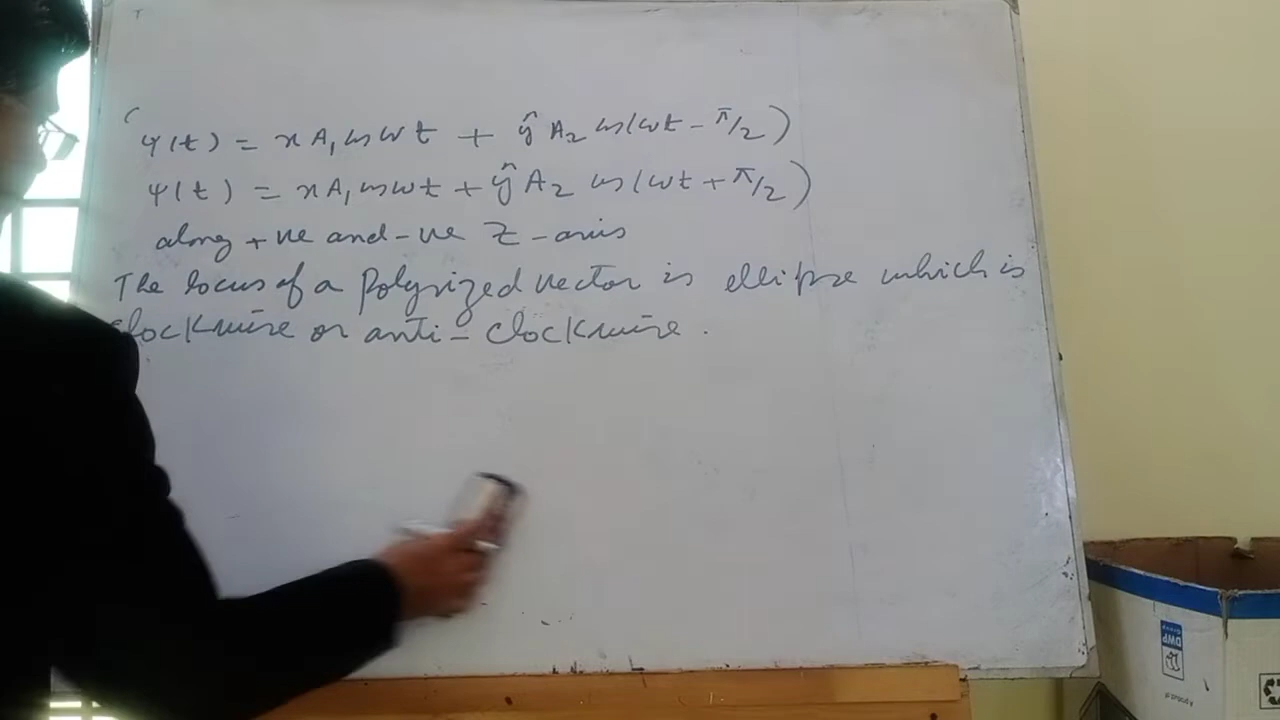 ψ(t) = x A₁ cos ω t + ŷ A₂ cos(ωt - π/2)
ψ(t) = x A₁ cos ωt + ŷ A₂ cos(ωt + π/2)
along +ve and -ve Z-axis
The locus of a Polyrized vector is ellipse which is
Clockwise or anti-clockwise.
DWP